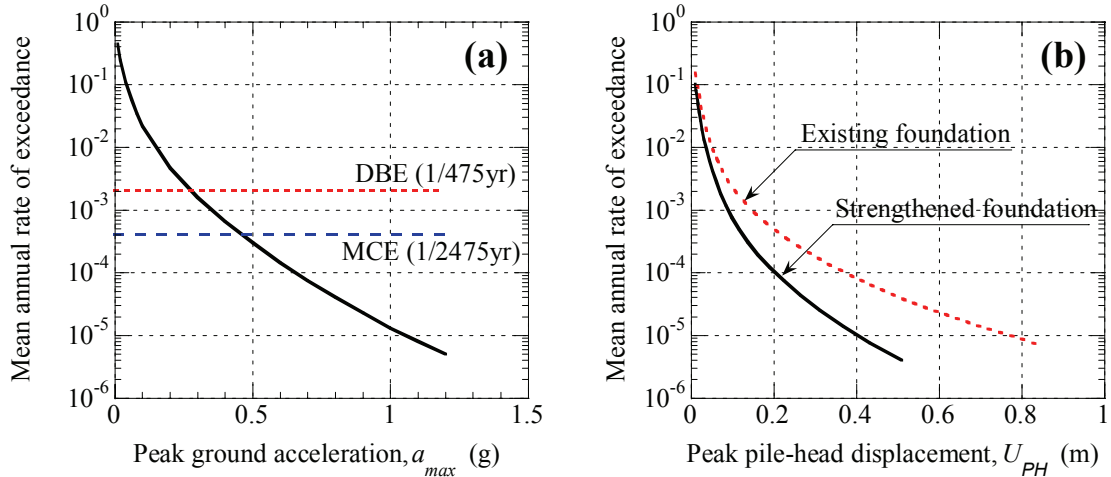 (a)
Mean annual rate of exceedance
10^0
10^-1
10^-2
10^-3
10^-4
10^-5
10^-6
DBE (1/475yr)
MCE (1/2475yr)
0
0.5
1
1.5
Peak ground acceleration, a_max (g)
(b)
Mean annual rate of exceedance
10^0
10^-1
10^-2
10^-3
10^-4
10^-5
10^-6
Existing foundation
Strengthened foundation
0
0.2
0.4
0.6
0.8
1
Peak pile-head displacement, U_PH (m)